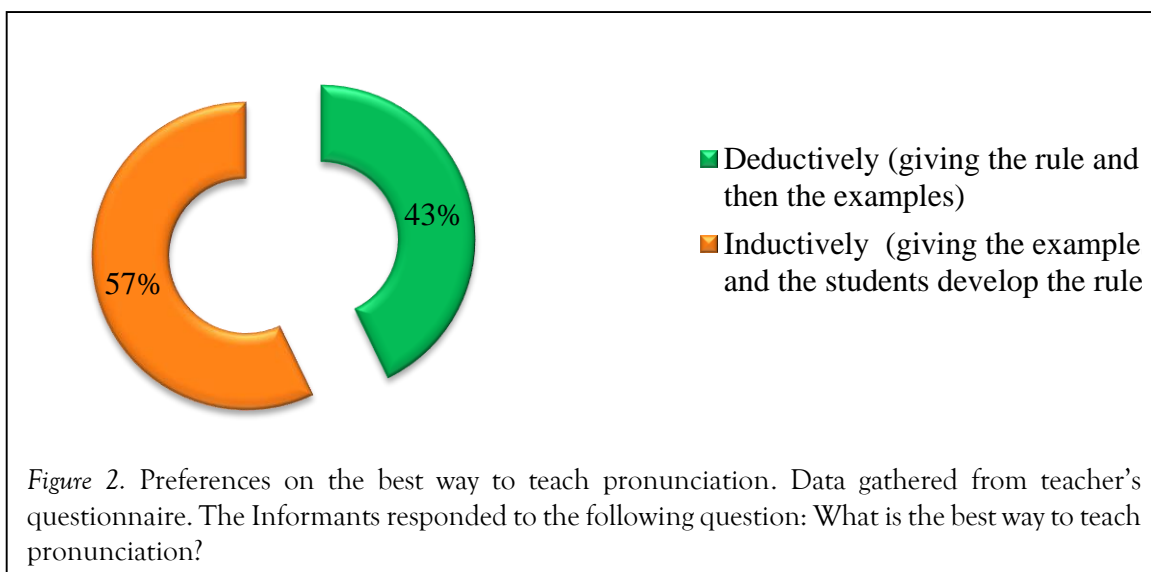 43%
57%
Deductively (giving the rule and
then the examples)
Inductively (giving the example
and the students develop the rule
Figure 2. Preferences on the best way to teach pronunciation. Data gathered from teacher’s
questionnaire. The Informants responded to the following question: What is the best way to teach
pronunciation?